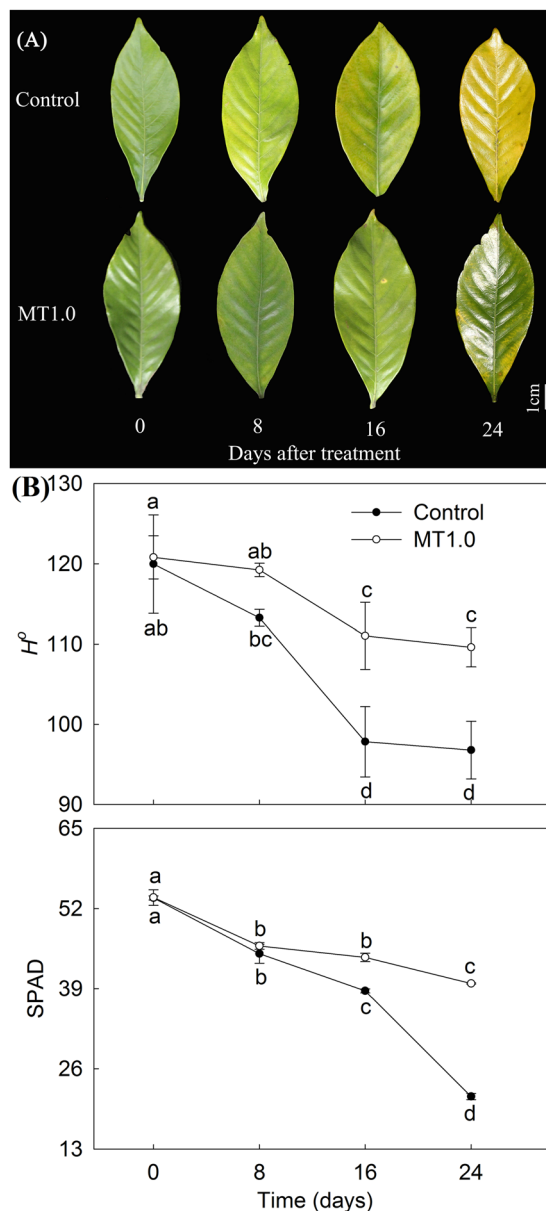 (A)
Control
MT1.0
1cm
0 8 16 24
Days after treatment
(B)
130
120
110
100
90
H°
Control
MT1.0
a
ab
c
c
ab
bc
d
d
65
52
39
26
13
SPAD
a
b
b
c
a
b
c
d
0 8 16 24
Time (days)